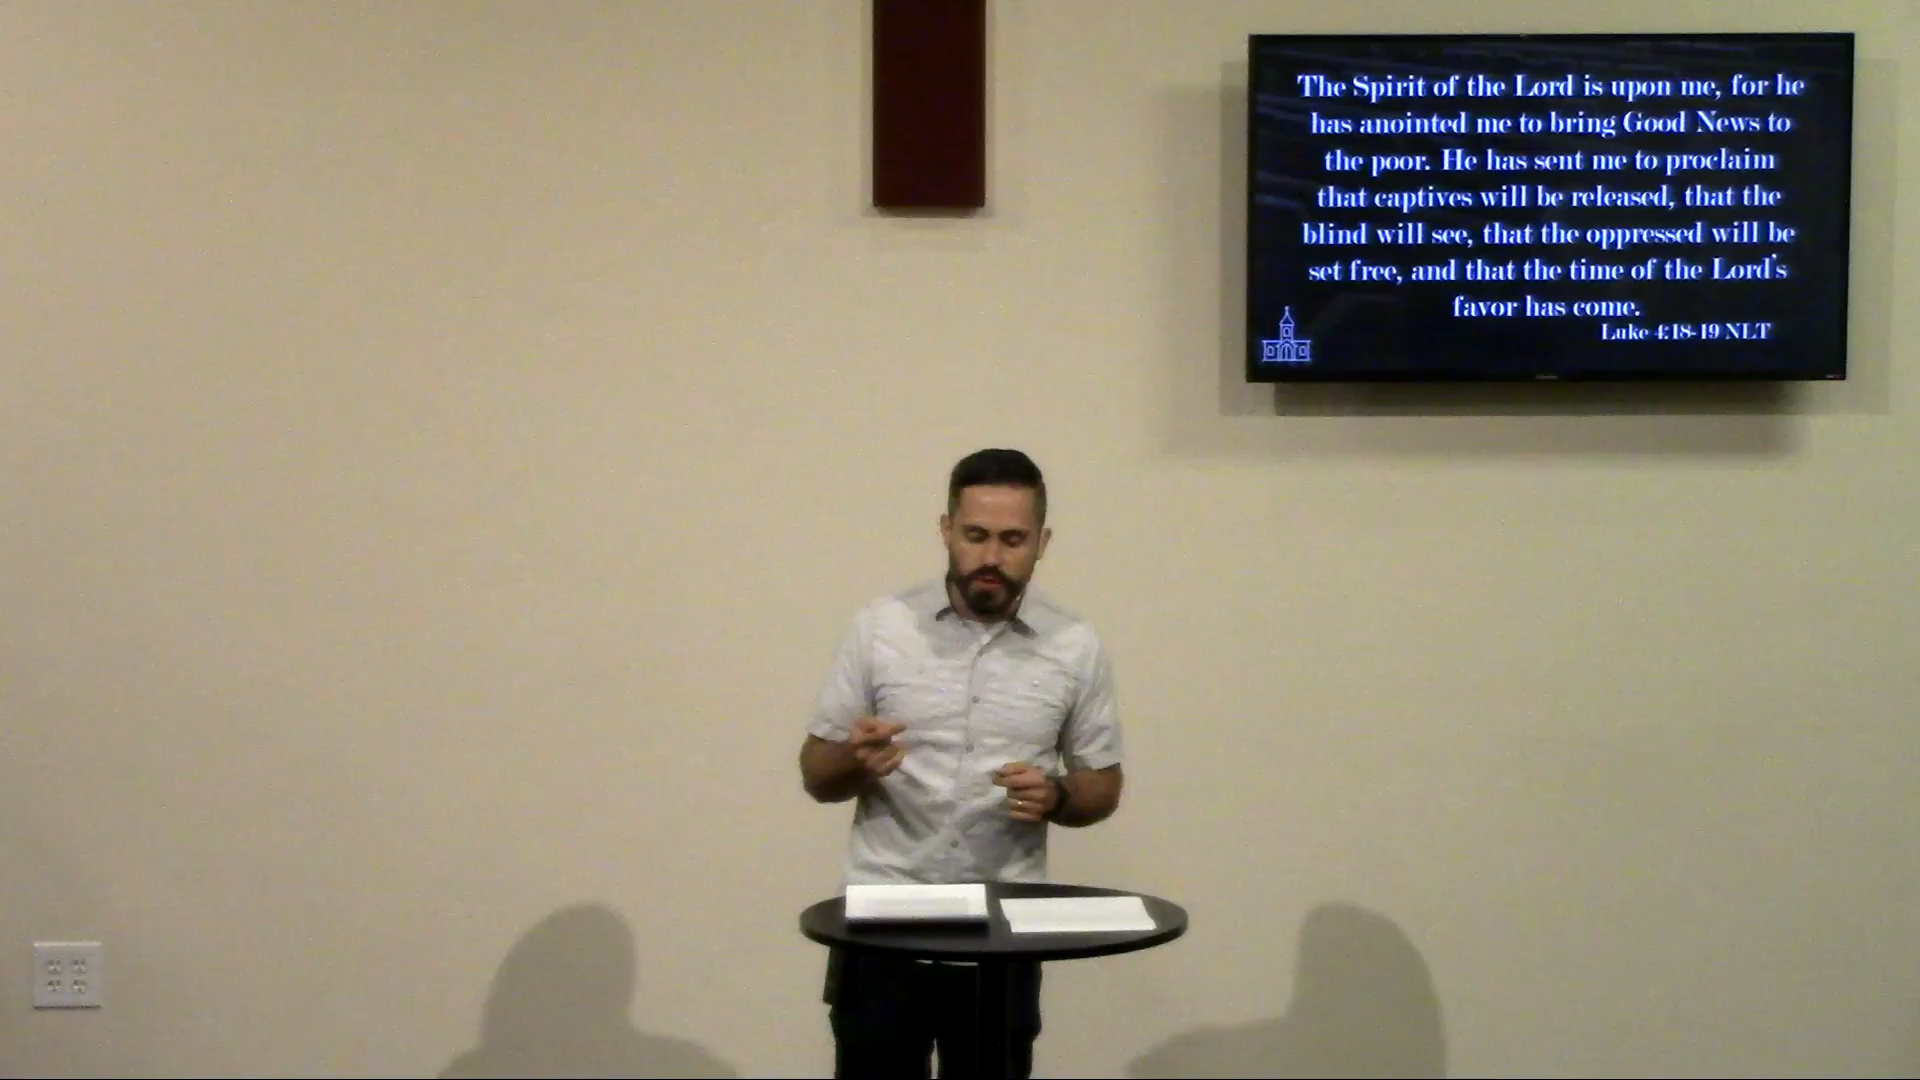 The Spirit of the Lord is upon me, for he
has anointed me to bring Good News to
the poor. He has sent me to proclaim
that captives will be released, that the
blind will see, that the oppressed will be
set free, and that the time of the Lord's
favor has come.
Luke 4:18-19 NLT